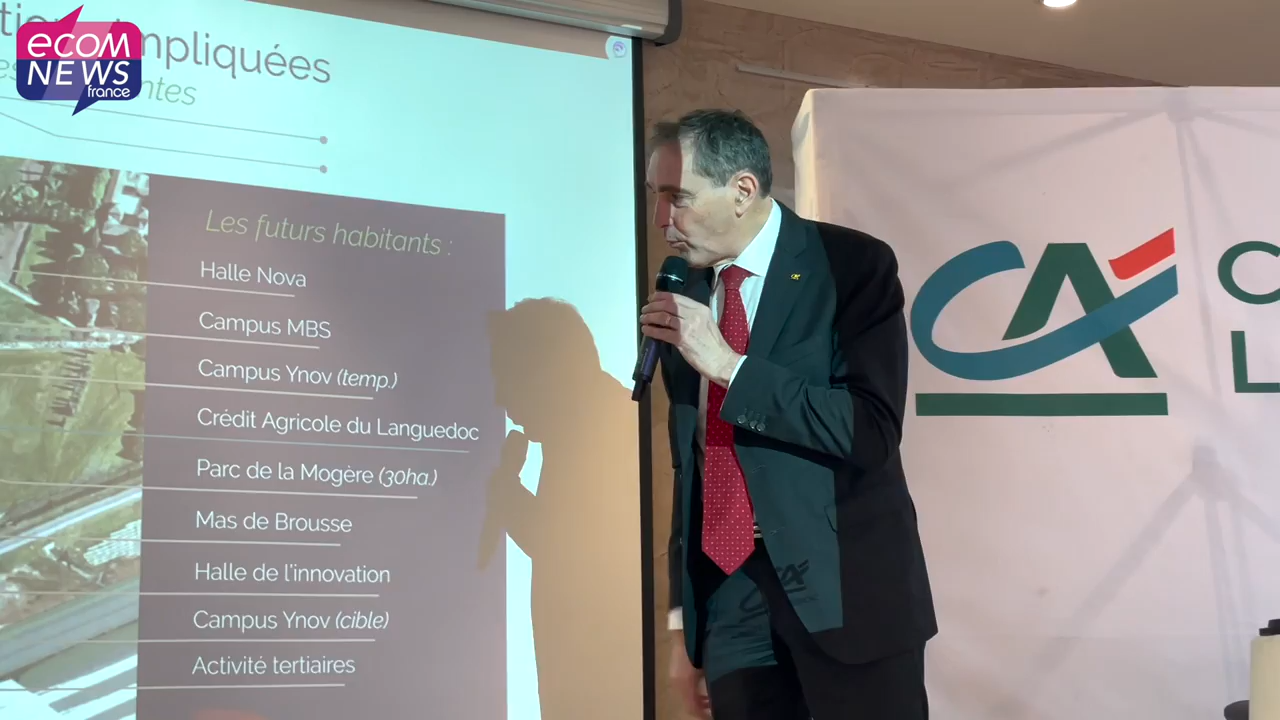 ecom
NEWS
france
impliquées
Les futurs habitants :
Halle Nova
Campus MBS
Campus Ynov (temp.)
Crédit Agricole du Languedoc
Parc de la Mogère (30ha.)
Mas de Brousse
Halle de l'innovation
Campus Ynov (cible)
Activité tertiaires
CA
C
L